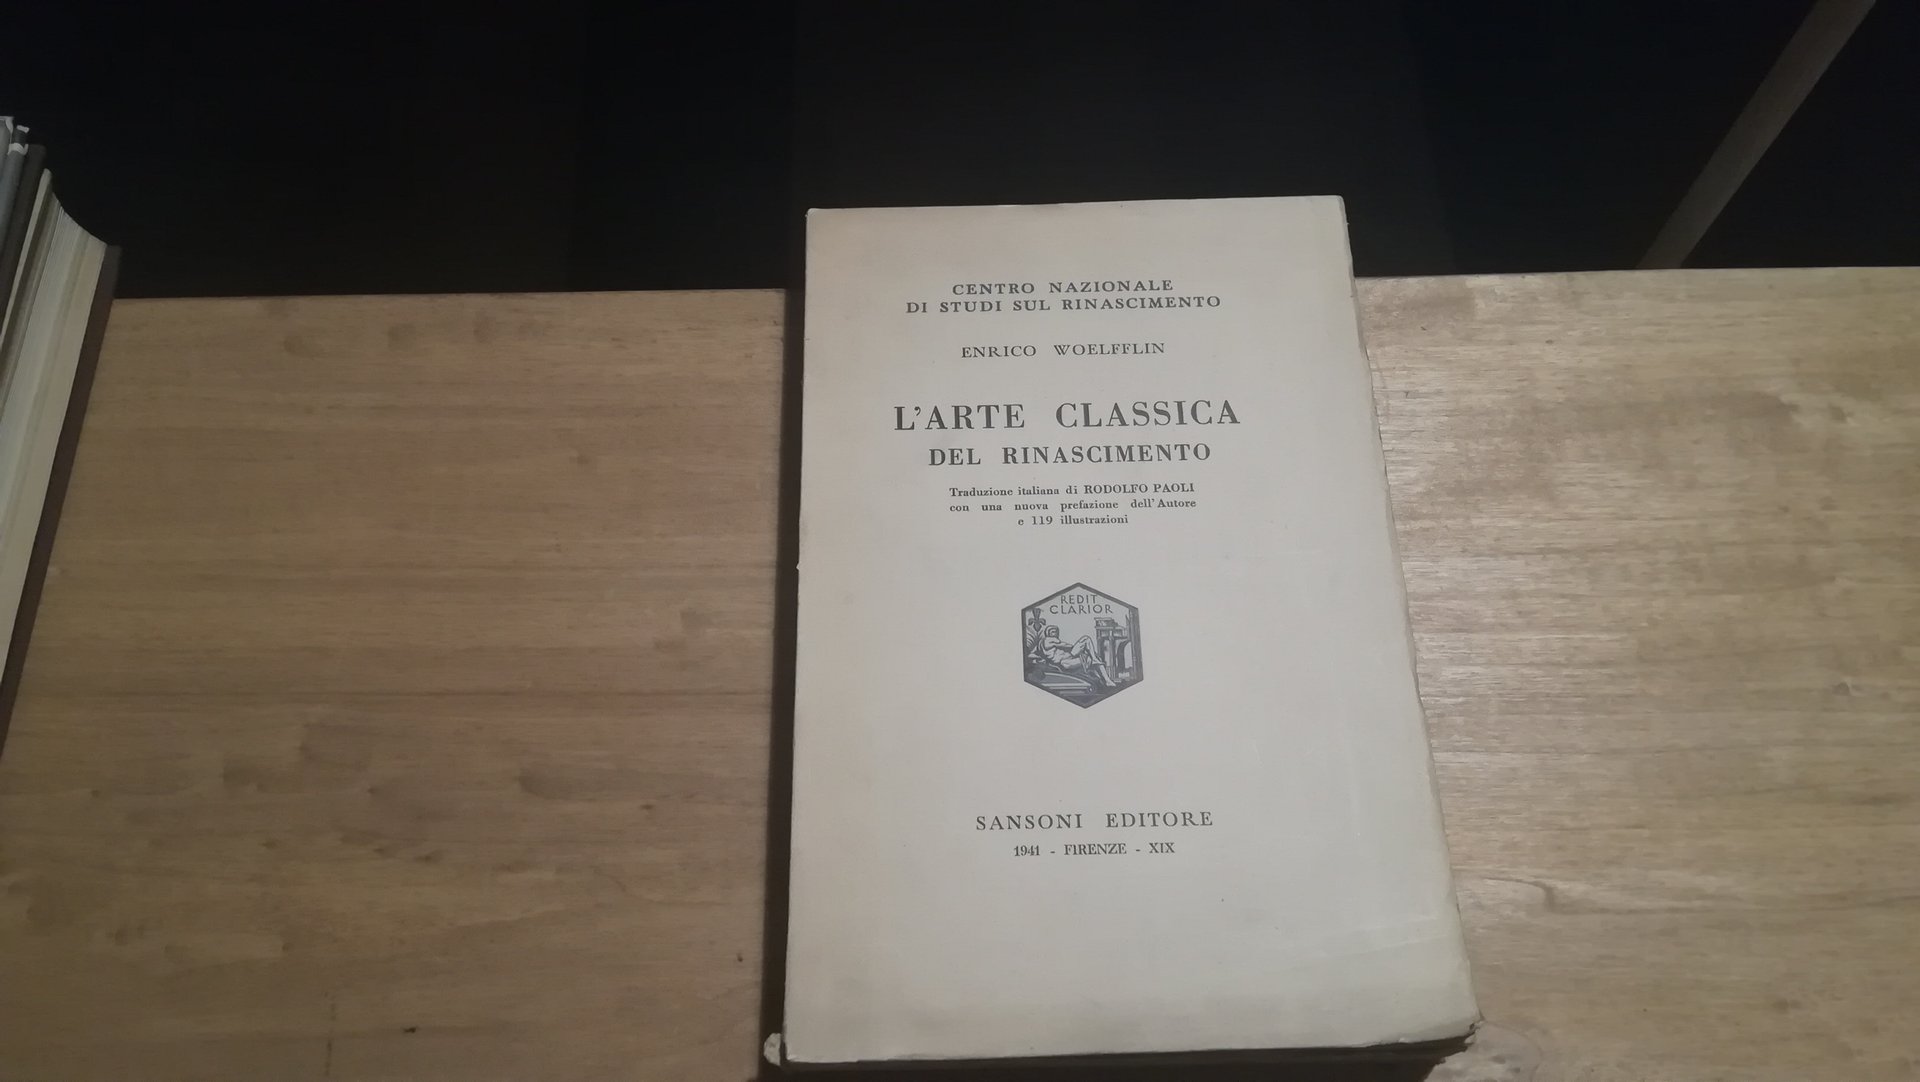 CENTRO NAZIONALE
DI STUDI SUL RINASCIMENTO
ENRICO WOELFFLIN
L'ARTE CLASSICA
DEL RINASCIMENTO
Traduzione italiana di RODOLFO PAOLI
con una nuova prefazione dell'Autore
e 119 illustrazioni
REDIT
CLARIOR
SANSONI EDITORE
1941 - FIRENZE - XIX